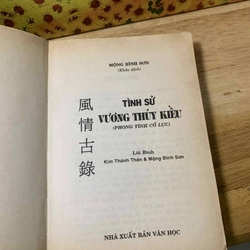 MỘNG BÌNH SƠN
(Khảo dịch)
風情古錄
TÌNH SỬ
VƯƠNG THÚY KIỀU
(PHONG TÌNH CỔ LỤC)
Lời Bình
Kim Thánh Thán & Mộng Bình Sơn
NHÀ XUẤT BẢN VĂN HỌC